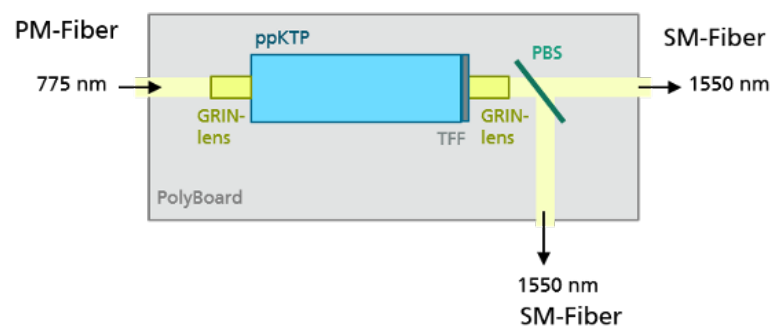 PM-Fiber
775 nm
ppKTP
GRIN-
lens
TFF
GRIN-
lens
PBS
SM-Fiber
1550 nm
PolyBoard
1550 nm
SM-Fiber